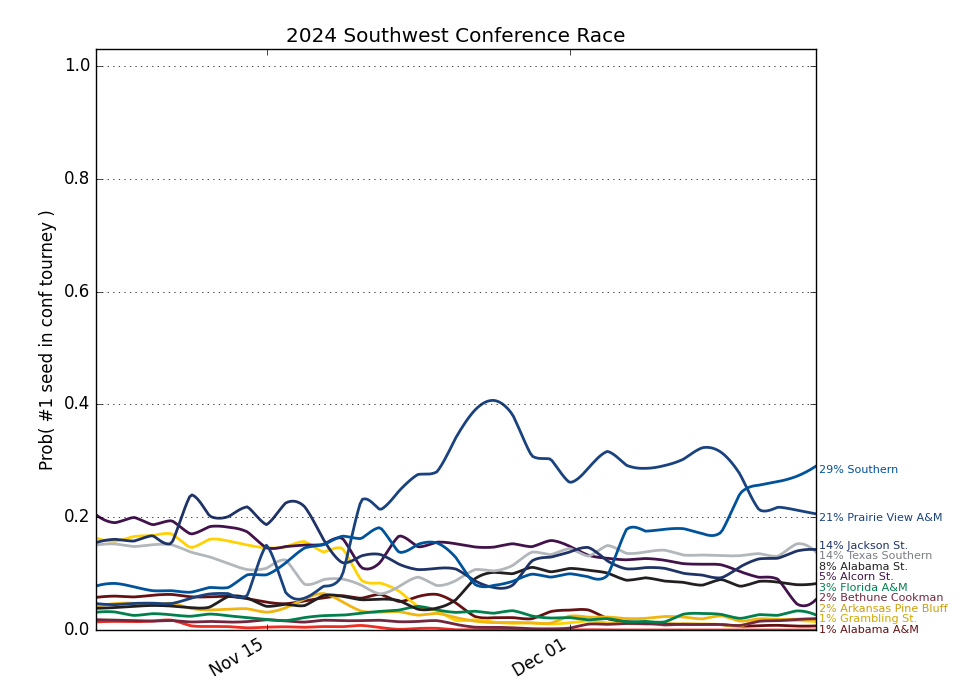 2024 Southwest Conference Race
1.0
0.8
0.6
0.4
0.2
0.0
Prob( #1 seed in conf tourney )
Nov 15
Dec 01
29% Southern
21% Prairie View A&M
14% Jackson St.
14% Texas Southern
8% Alabama St.
5% Alcorn St.
3% Florida A&M
2% Bethune Cookman
2% Arkansas Pine Bluff
1% Grambling St.
1% Alabama A&M